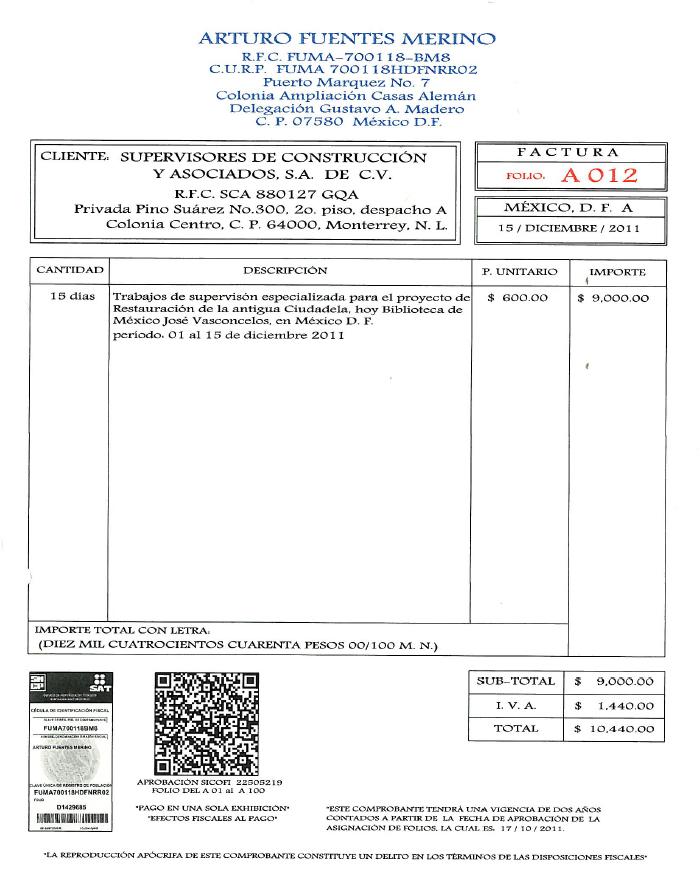 ARTURO FUENTES MERINO
R.F.C. FUMA-700118-BM8
C.U.R.P. FUMA 700118HDFNRR02
Puerto Marquez No. 7
Colonia Ampliación Casas Alemán
Delegación Gustavo A. Madero
C. P. 07580 México D.F.
CLIENTE: SUPERVISORES DE CONSTRUCCIÓN
Y ASOCIADOS, S.A. DE C.V.
R.F.C. SCA 880127 GQA
Privada Pino Suárez No.300, 2o. piso, despacho A
Colonia Centro, C. P. 64000, Monterrey, N. L.
FACTURA
FOLIO. A 012
MÉXICO, D. F. A
15 / DICIEMBRE / 2011
CANTIDAD DESCRIPCIÓN P. UNITARIO IMPORTE
15 días Trabajos de supervisón especializada para el proyecto de $ 600.00 $ 9,000.00
Restauración de la antigua Ciudadela, hoy Biblioteca de
México José Vasconcelos, en México D. F.
período. 01 al 15 de diciembre 2011
IMPORTE TOTAL CON LETRA:
(DIEZ MIL CUATROCIENTOS CUARENTA PESOS 00/100 M. N.)
SUB-TOTAL $ 9,000.00
I. V. A. $ 1,440.00
TOTAL $ 10,440.00
SHCP SAT
CÉDULA DE IDENTIFICACIÓN FISCAL
FUMA700118BM8
ARTURO FUENTES MERINO
CLAVE ÚNICA DE REGISTRO DE POBLACIÓN
FUMA700118HDFNRR02
FOLIO
D1429685
APROBACIÓN SICOFI 22505219
FOLIO DEL A 01 al A 100
*PAGO EN UNA SOLA EXHIBICIÓN*
*EFECTOS FISCALES AL PAGO*
*ESTE COMPROBANTE TENDRÁ UNA VIGENCIA DE DOS AÑOS
CONTADOS A PARTIR DE LA FECHA DE APROBACIÓN DE LA
ASIGNACIÓN DE FOLIOS, LA CUAL ES. 17 / 10 / 2011.
*LA REPRODUCCIÓN APÓCRIFA DE ESTE COMPROBANTE CONSTITUYE UN DELITO EN LOS TÉRMINOS DE LAS DISPOSICIONES FISCALES*